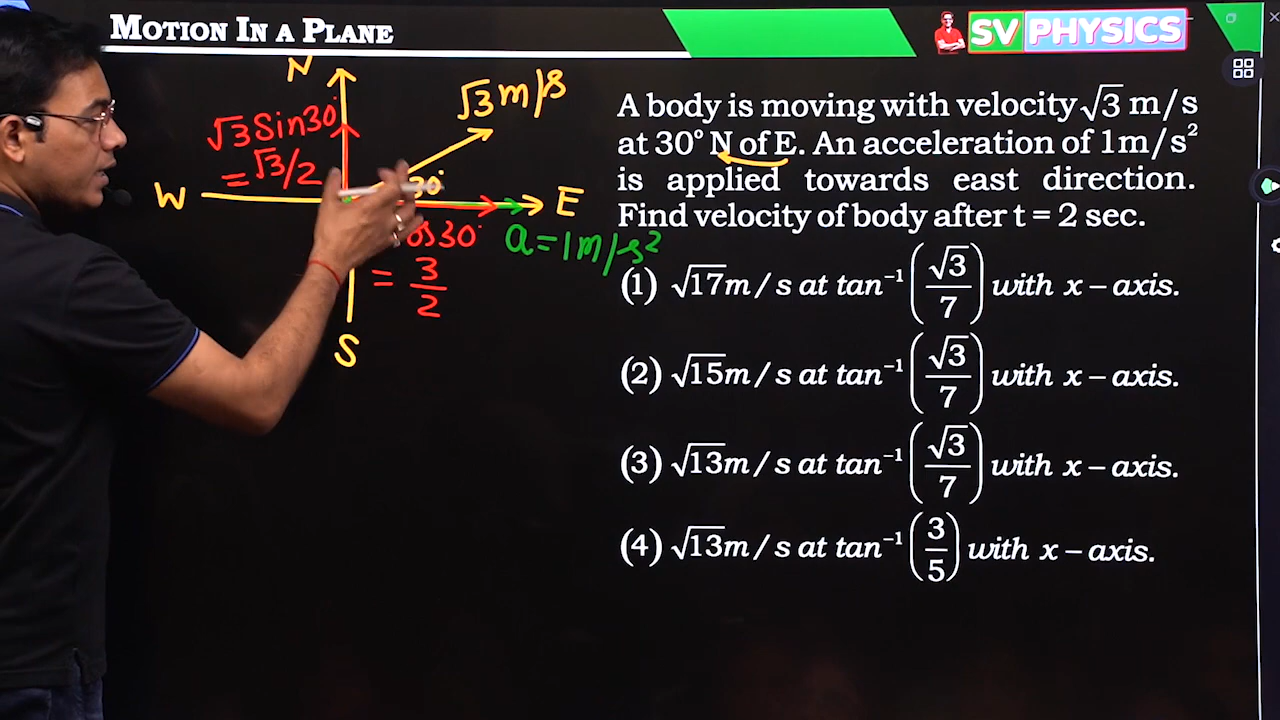 MOTION IN A PLANE
SV PHYSICS
N
√3 m/s
√3 Sin30°
= √3/2
30°
W
E
os30°
a = 1m/s²
= 3/2
S
A body is moving with velocity √3 m/s
at 30° N of E. An acceleration of 1m/s²
is applied towards east direction.
Find velocity of body after t = 2 sec.
(1) √17m / s at tan⁻¹(√3/7) with x – axis.
(2) √15m / s at tan⁻¹(√3/7) with x – axis.
(3) √13m / s at tan⁻¹(√3/7) with x – axis.
(4) √13m / s at tan⁻¹(3/5) with x – axis.